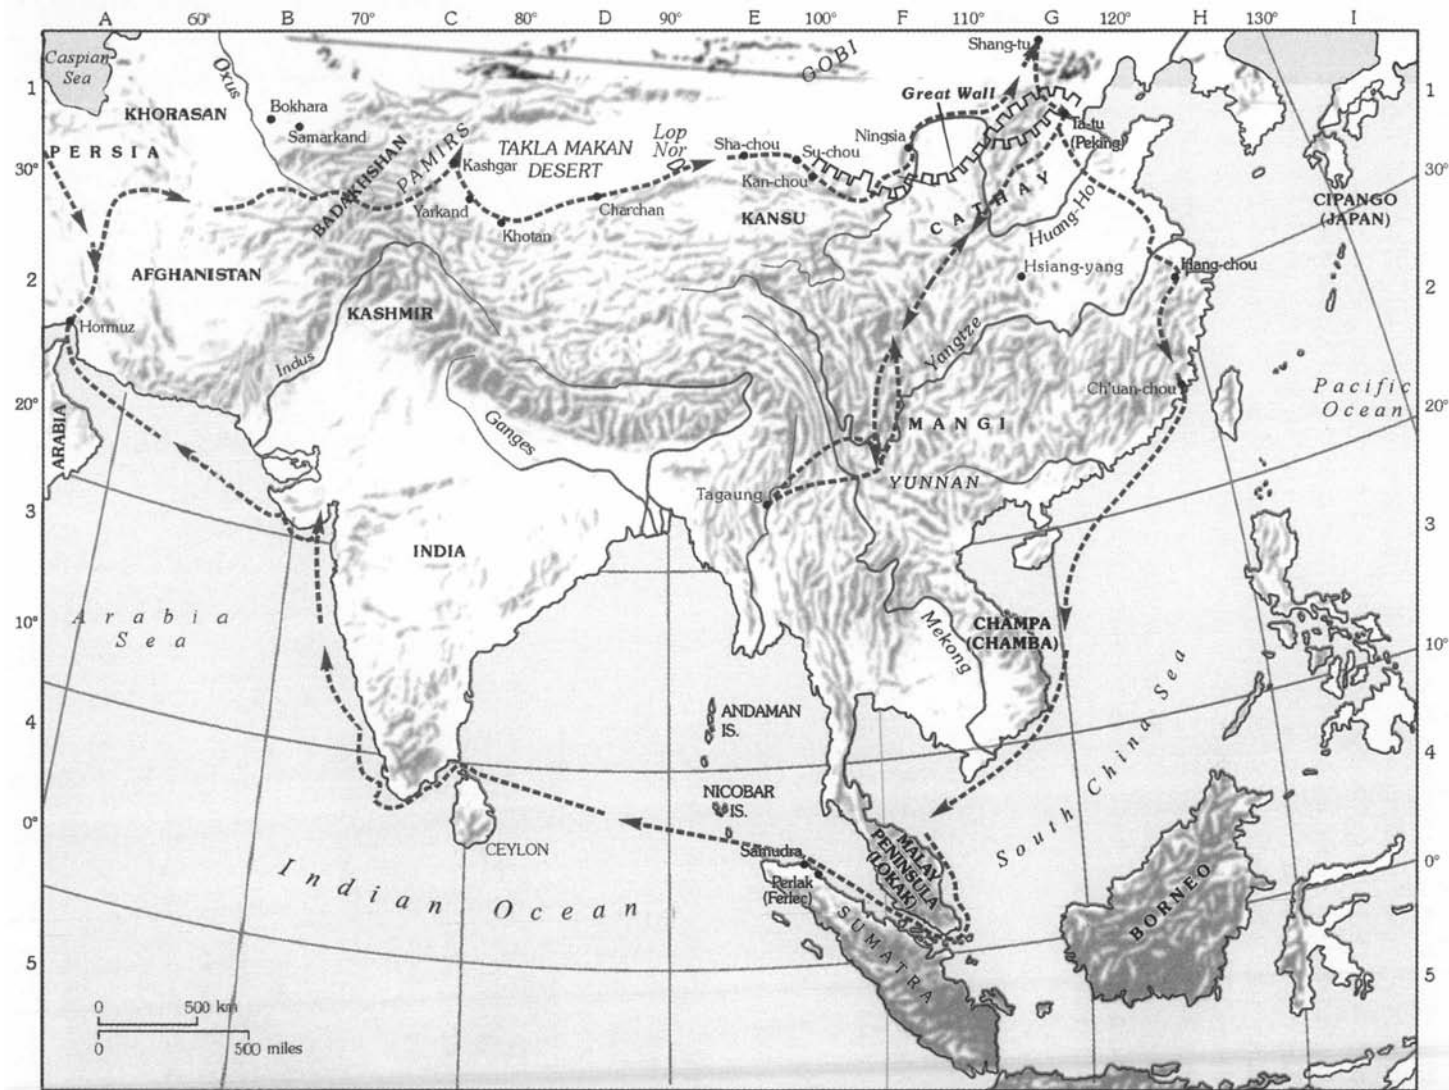 A 60° B 70° C 80° D 90° E 100° F 110° G 120° H 130° I
Caspian
Sea
Oxus
GOBI
Shang-tu
1
1
KHORASAN
Bokhara
Samarkand
Great Wall
PERSIA
BADAKHSHAN
PAMIRS
Kashgar
TAKLA MAKAN
DESERT
Lop
Nor
Sha-chou
Su-chou
Ningsia
Ta-tu
(Peking)
30°
30°
Kan-chou
Yarkand
Khotan
Charchan
KANSU
CATHAY
Huang-Ho
CIPANGO
(JAPAN)
AFGHANISTAN
Hsiang-yang
Hang-chou
2
2
Hormuz
KASHMIR
Indus
Yangtze
Ch'uan-chou
Pacific
Ocean
20°
20°
ARABIA
Ganges
MANGI
Tagaung
YUNNAN
3
3
INDIA
Arabia
Sea
10°
10°
CHAMPA
(CHAMBA)
Mekong
4
4
ANDAMAN
IS.
NICOBAR
IS.
South China Sea
0°
0°
CEYLON
Samudra
Perlak
(Ferlec)
MALAY
PENINSULA
(LOKAK)
Indian Ocean
SUMATRA
BORNEO
5
5
0 500 km
0 500 miles